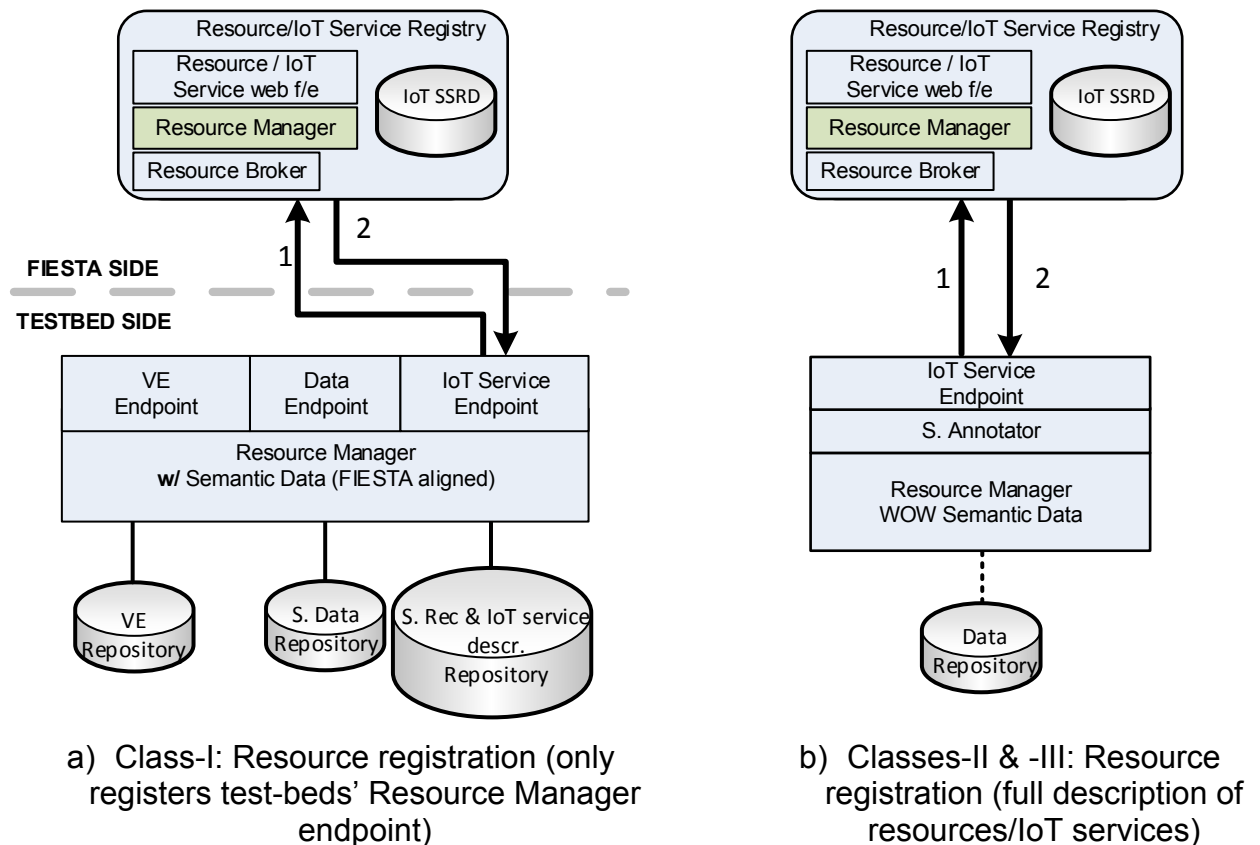 Resource/IoT Service Registry
Resource / IoT
Service web f/e
Resource Manager
Resource Broker
IoT SSRD
1
2
FIESTA SIDE
TESTBED SIDE
VE
Endpoint
Data
Endpoint
IoT Service
Endpoint
Resource Manager
w/ Semantic Data (FIESTA aligned)
VE
Repository
S. Data
Repository
S. Rec & IoT service
descr.
Repository
a) Class-I: Resource registration (only
registers test-beds' Resource Manager
endpoint)
Resource/IoT Service Registry
Resource / IoT
Service web f/e
Resource Manager
Resource Broker
IoT SSRD
1
2
IoT Service
Endpoint
S. Annotator
Resource Manager
WOW Semantic Data
Data
Repository
b) Classes-II & -III: Resource
registration (full description of
resources/IoT services)